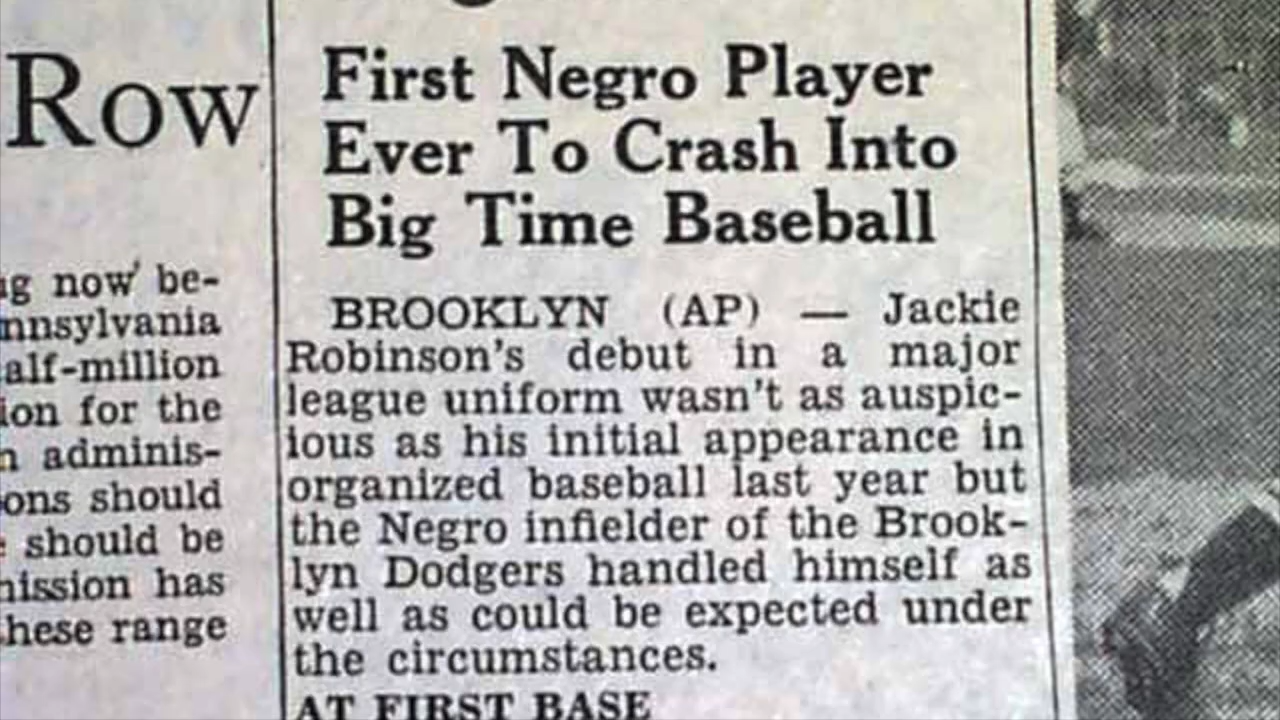 Row
ng now be-
nnsylvania
alf-million
ion for the
n adminis-
ons should
should be
mission has
these range
First Negro Player
Ever To Crash Into
Big Time Baseball
BROOKLYN (AP) — Jackie
Robinson's debut in a major
league uniform wasn't as auspic-
ious as his initial appearance in
organized baseball last year but
the Negro infielder of the Brook-
lyn Dodgers handled himself as
well as could be expected under
the circumstances.
AT FIRST BASE